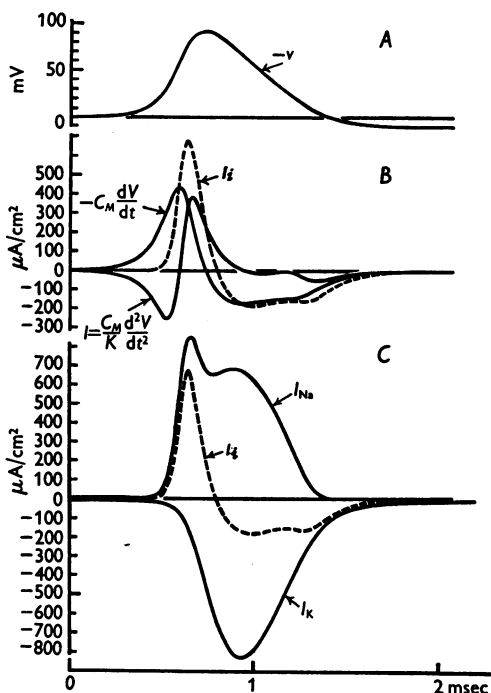 100
50
0
mV
A
−v
500
400
300
200
100
0
−100
−200
−300
μA/cm²
B
−C_M dV/dt
I_i
I=C_M/K d²V/dt²
700
600
500
400
300
200
100
0
−100
−200
−300
−400
−500
−600
−700
−800
μA/cm²
C
I_Na
I_i
I_K
0
1
2 msec